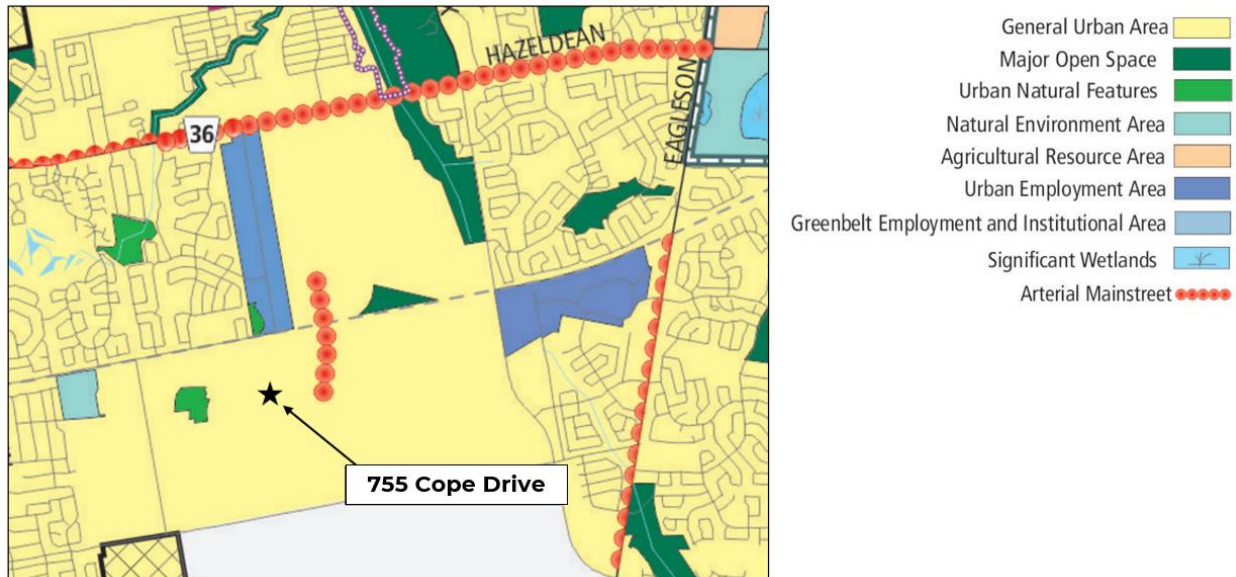 HAZELDEAN
EAGLESON
36
755 Cope Drive
General Urban Area
Major Open Space
Urban Natural Features
Natural Environment Area
Agricultural Resource Area
Urban Employment Area
Greenbelt Employment and Institutional Area
Significant Wetlands
Arterial Mainstreet